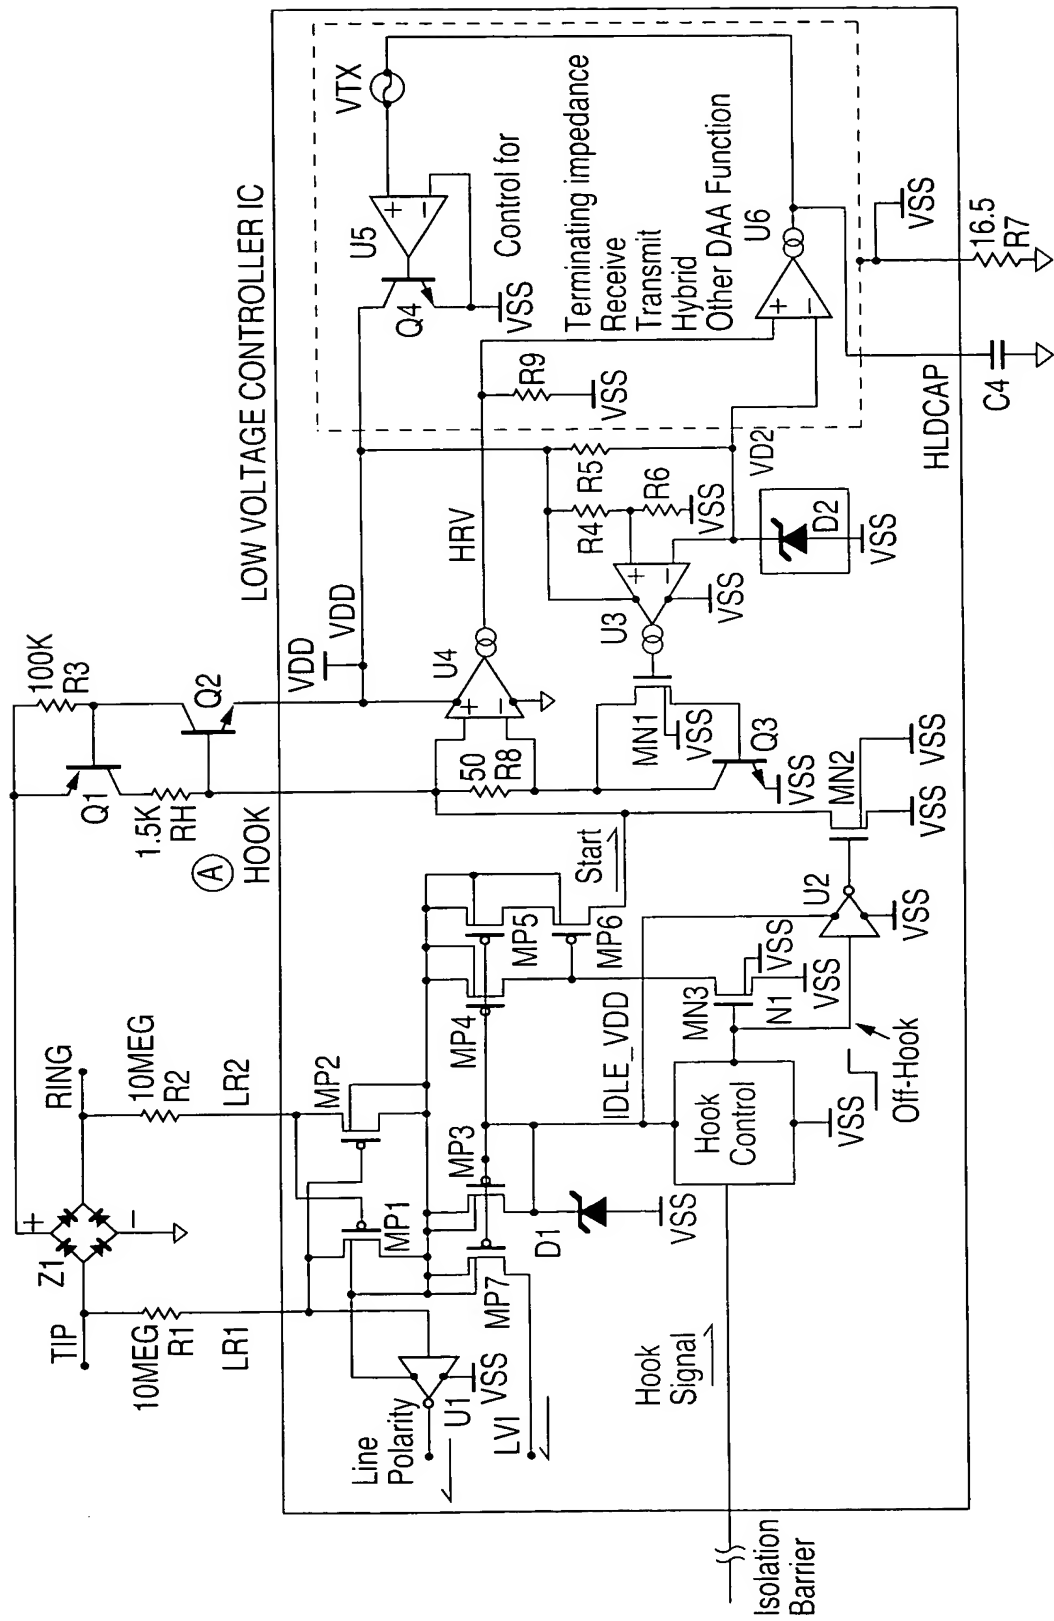 TIP
Z1
+
−
RING
10MEG
R1
LR1
10MEG
R2
LR2
Q1
100K
R3
1.5K
RH
Q2
A
HOOK
LOW VOLTAGE CONTROLLER IC
VDD
VDD
Line
Polarity
U1
VSS
LVI
MP1
MP2
MP7
MP3
MP4
MP5
MP6
Start
D1
VSS
IDLE_VDD
Hook
Signal
Hook
Control
VSS
MN3
N1
VSS
VSS
Off-Hook
U2
VSS
MN2
VSS
VSS
50
R8
+
−
U4
HRV
MN1
VSS
Q3
VSS
U3
+
−
VSS
R4
R5
R6
VSS
VD2
D2
VSS
R9
VSS
Q4
U5
+
−
VSS
VTX
Control for
Terminating impedance
Receive
Transmit
Hybrid
Other DAA Function
+
−
U6
HLDCAP
C4
VSS
16.5
R7
Isolation
Barrier